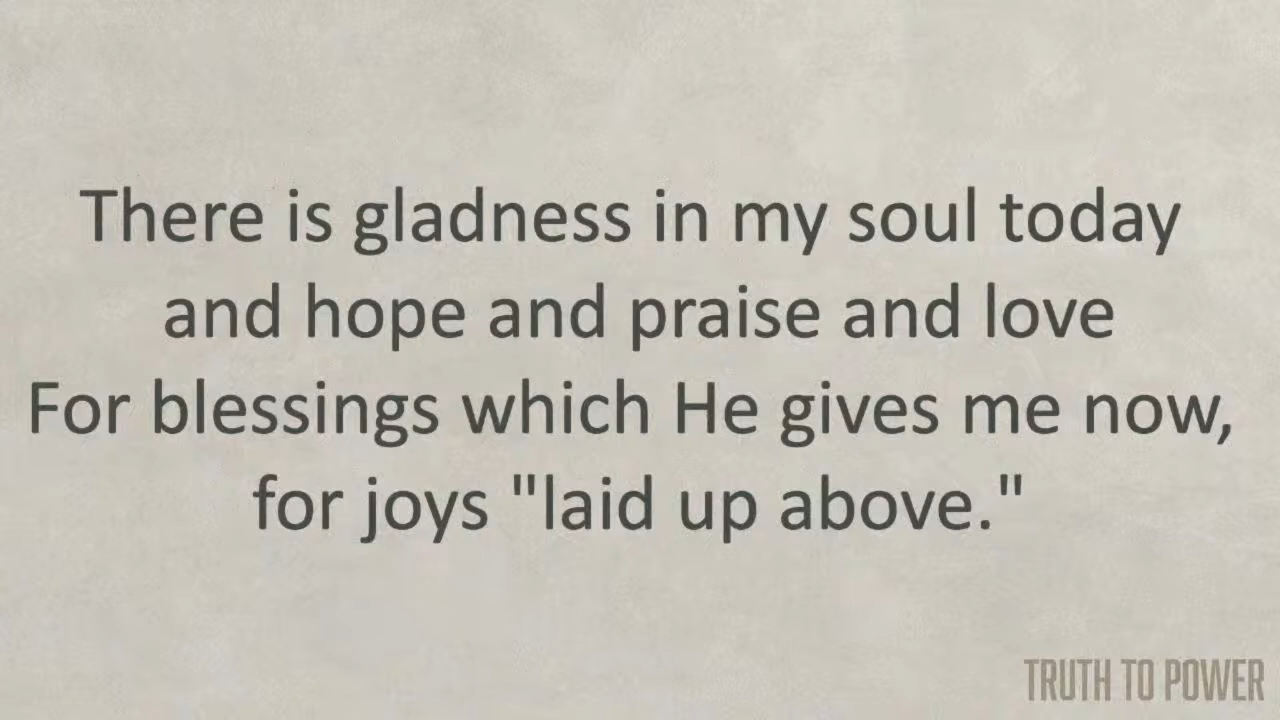 There is gladness in my soul today
and hope and praise and love
For blessings which He gives me now,
for joys "laid up above."
TRUTH TO POWER